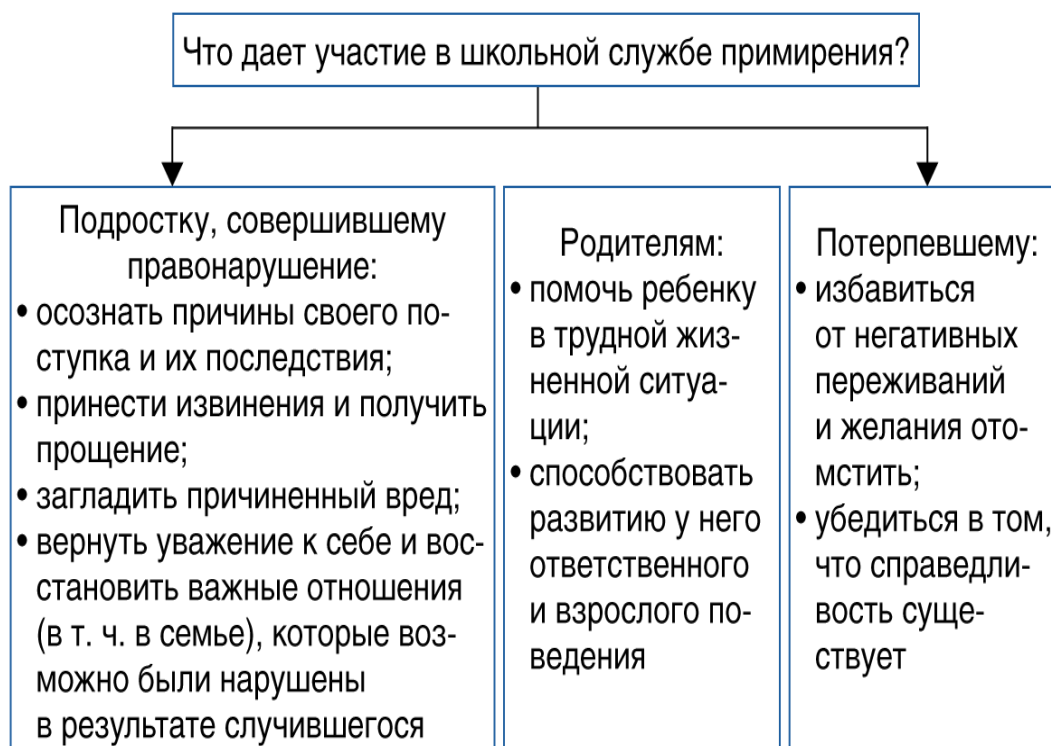 Что дает участие в школьной службе примирения?
Подростку, совершившему
правонарушение:
• осознать причины своего по-
ступка и их последствия;
• принести извинения и получить
прощение;
• загладить причиненный вред;
• вернуть уважение к себе и вос-
становить важные отношения
(в т. ч. в семье), которые воз-
можно были нарушены
в результате случившегося
Родителям:
• помочь ребенку
в трудной жиз-
ненной ситуа-
ции;
• способствовать
развитию у него
ответственного
и взрослого по-
ведения
Потерпевшему:
• избавиться
от негативных
переживаний
и желания ото-
мстить;
• убедиться в том,
что справедли-
вость суще-
ствует